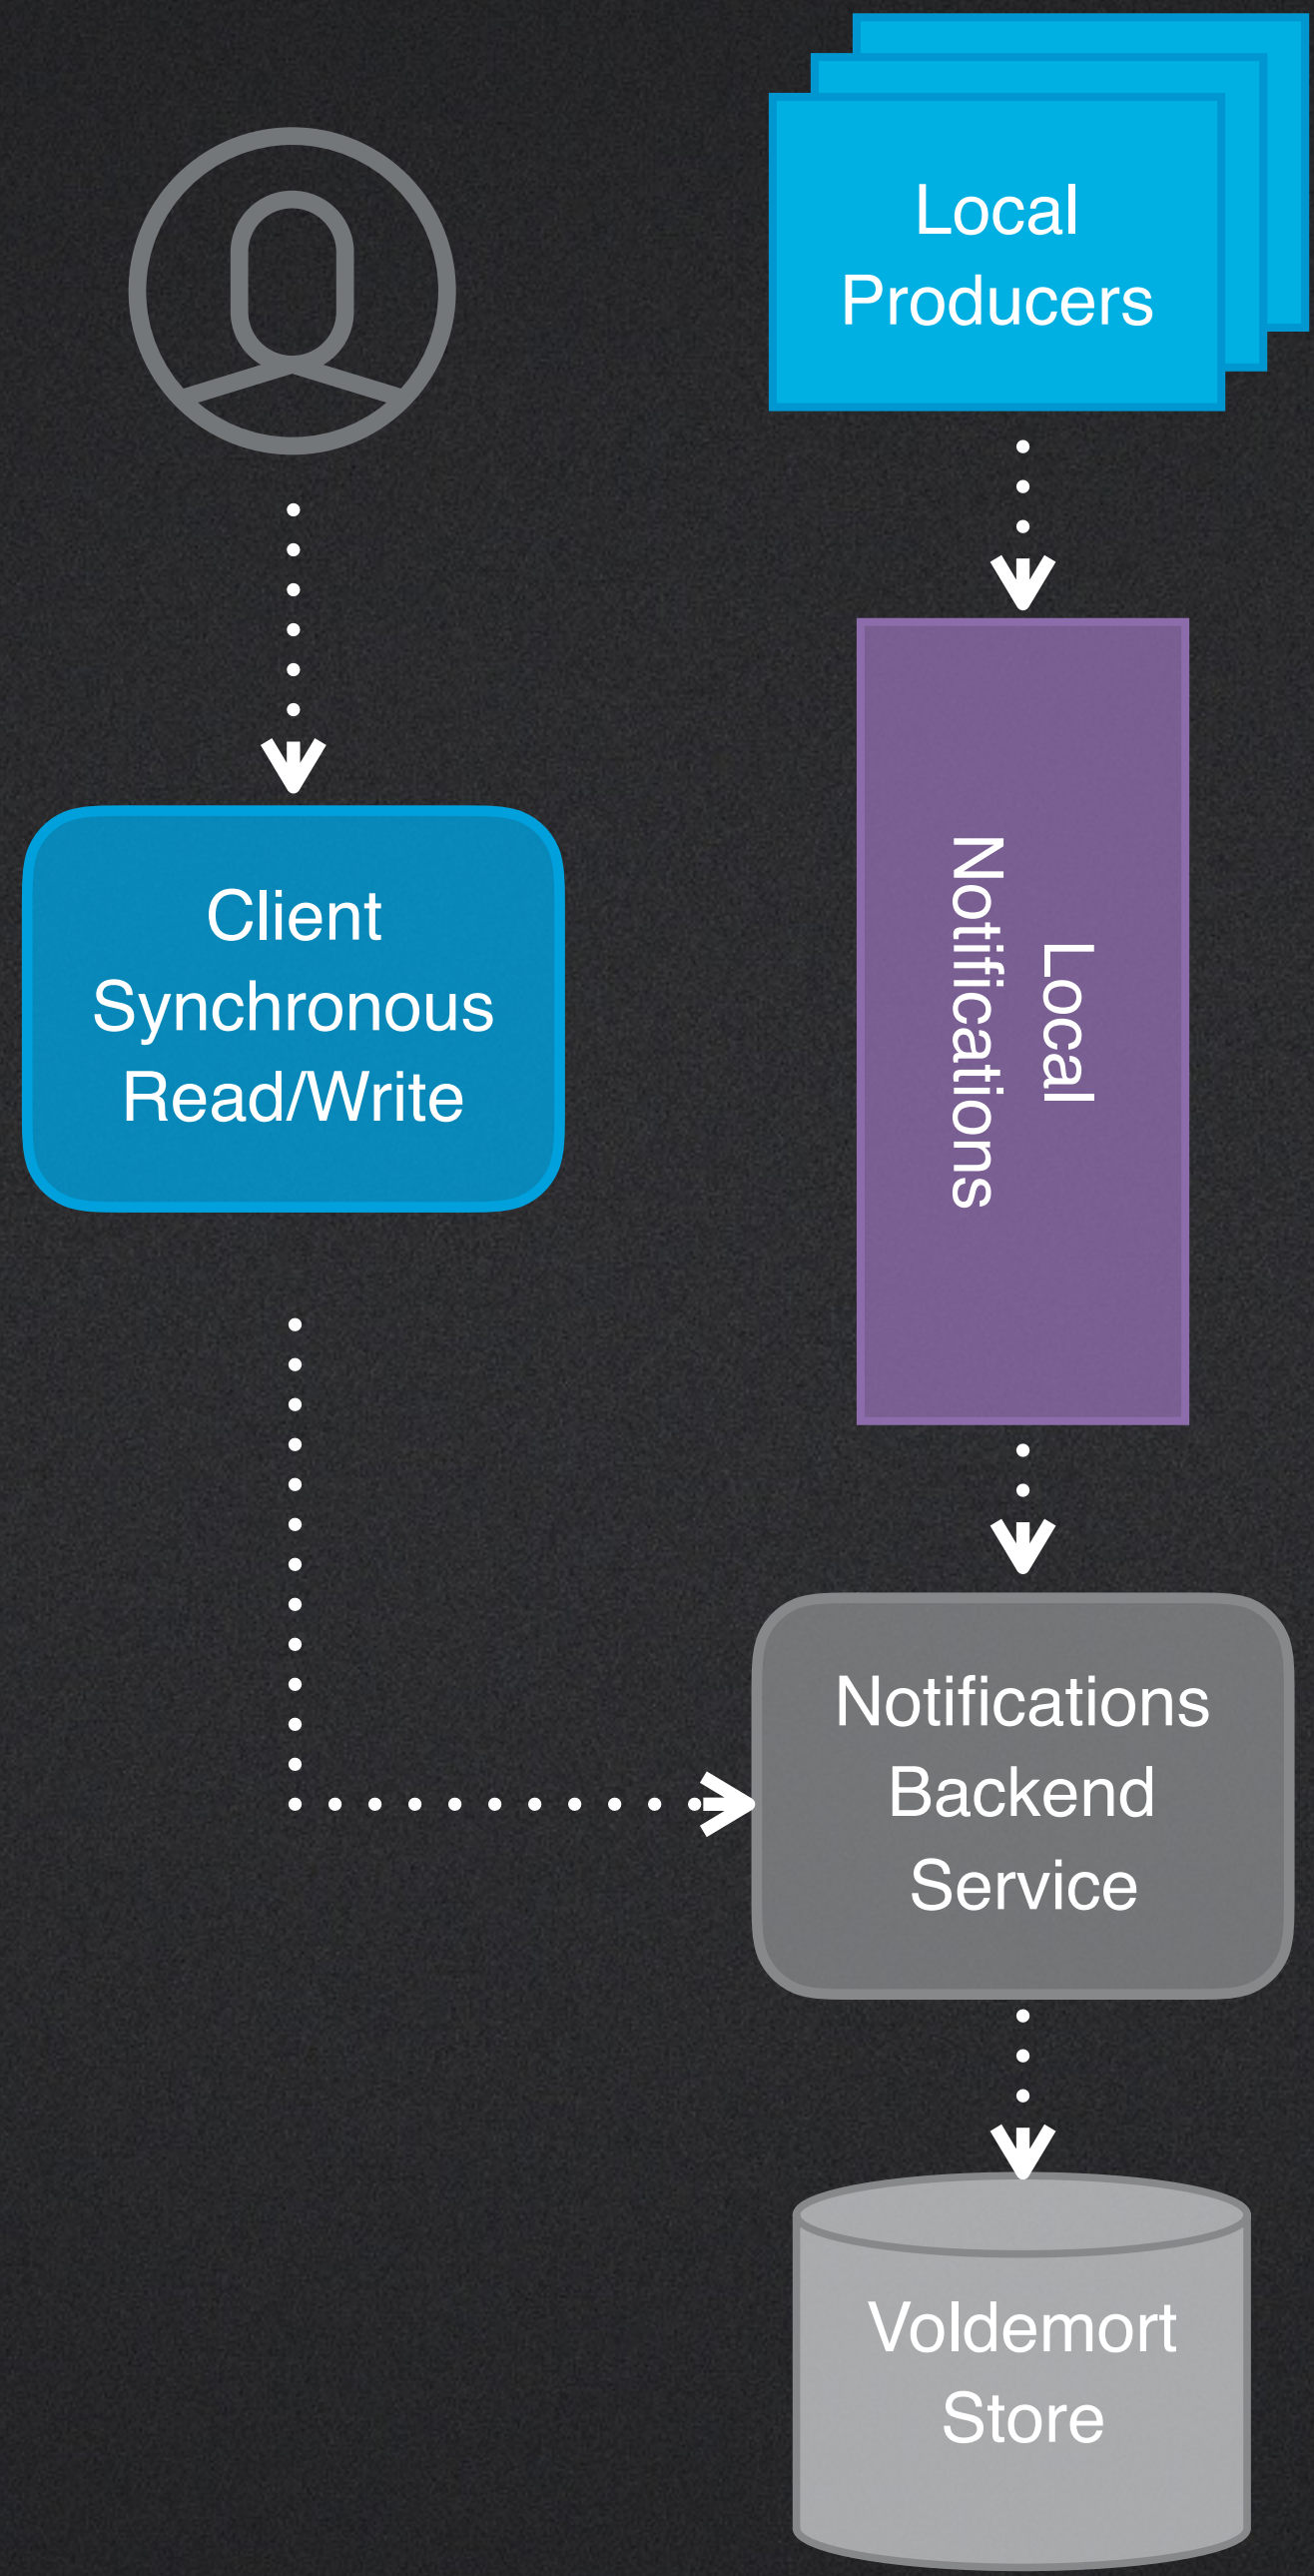 Local
Producers
Client
Synchronous
Read/Write
Local
Notifications
Notifications
Backend
Service
Voldemort
Store